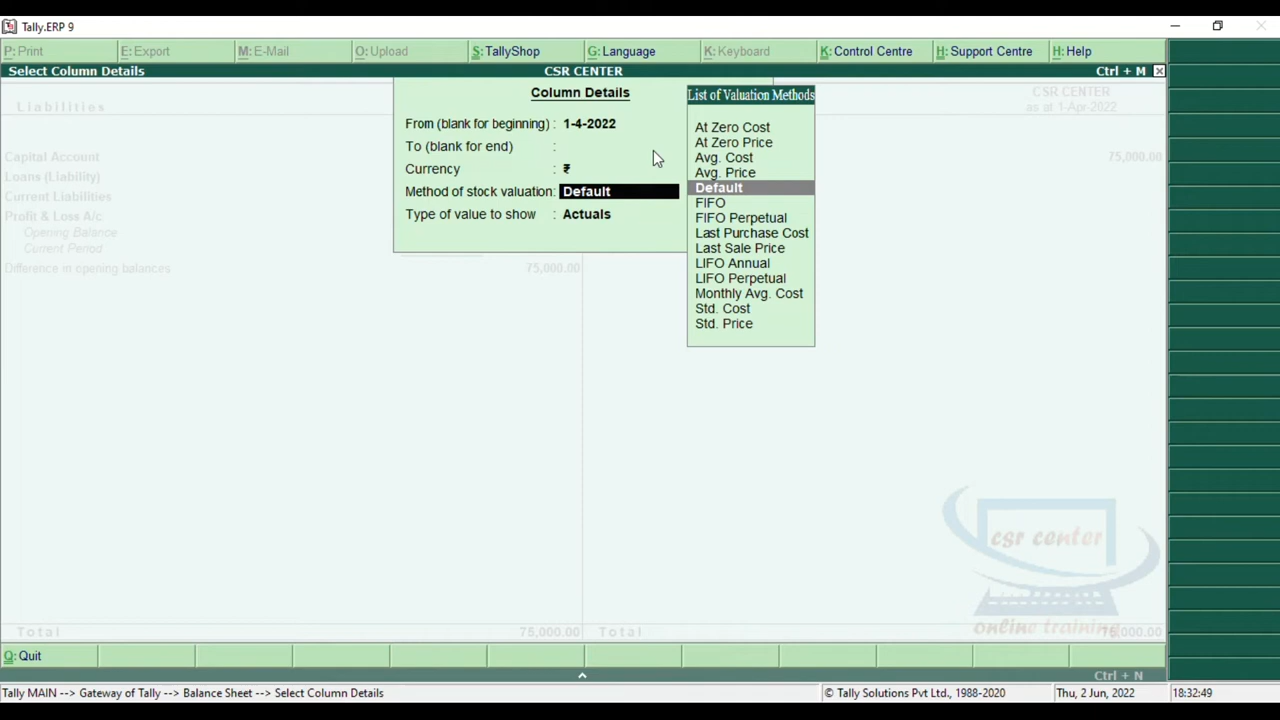 Tally.ERP 9
P: Print E: Export M: E-Mail O: Upload S: TallyShop G: Language K: Keyboard K: Control Centre H: Support Centre H: Help
Select Column Details CSR CENTER Ctrl + M
Liabilities
CSR CENTER
as at 1-Apr-2022
Column Details
From (blank for beginning) : 1-4-2022
To (blank for end) :
Currency : ₹
Method of stock valuation: Default
Type of value to show : Actuals
List of Valuation Methods
At Zero Cost
At Zero Price
Avg. Cost
Avg. Price
Default
FIFO
FIFO Perpetual
Last Purchase Cost
Last Sale Price
LIFO Annual
LIFO Perpetual
Monthly Avg. Cost
Std. Cost
Std. Price
Capital Account 75,000.00
Loans (Liability)
Current Liabilities
Profit & Loss A/c
Opening Balance
Current Period
Difference in opening balances 75,000.00
csr center
online training
Total 75,000.00 Total 75,000.00
Q: Quit
Ctrl + N
Tally MAIN --> Gateway of Tally --> Balance Sheet --> Select Column Details © Tally Solutions Pvt Ltd., 1988-2020 Thu, 2 Jun, 2022 18:32:49